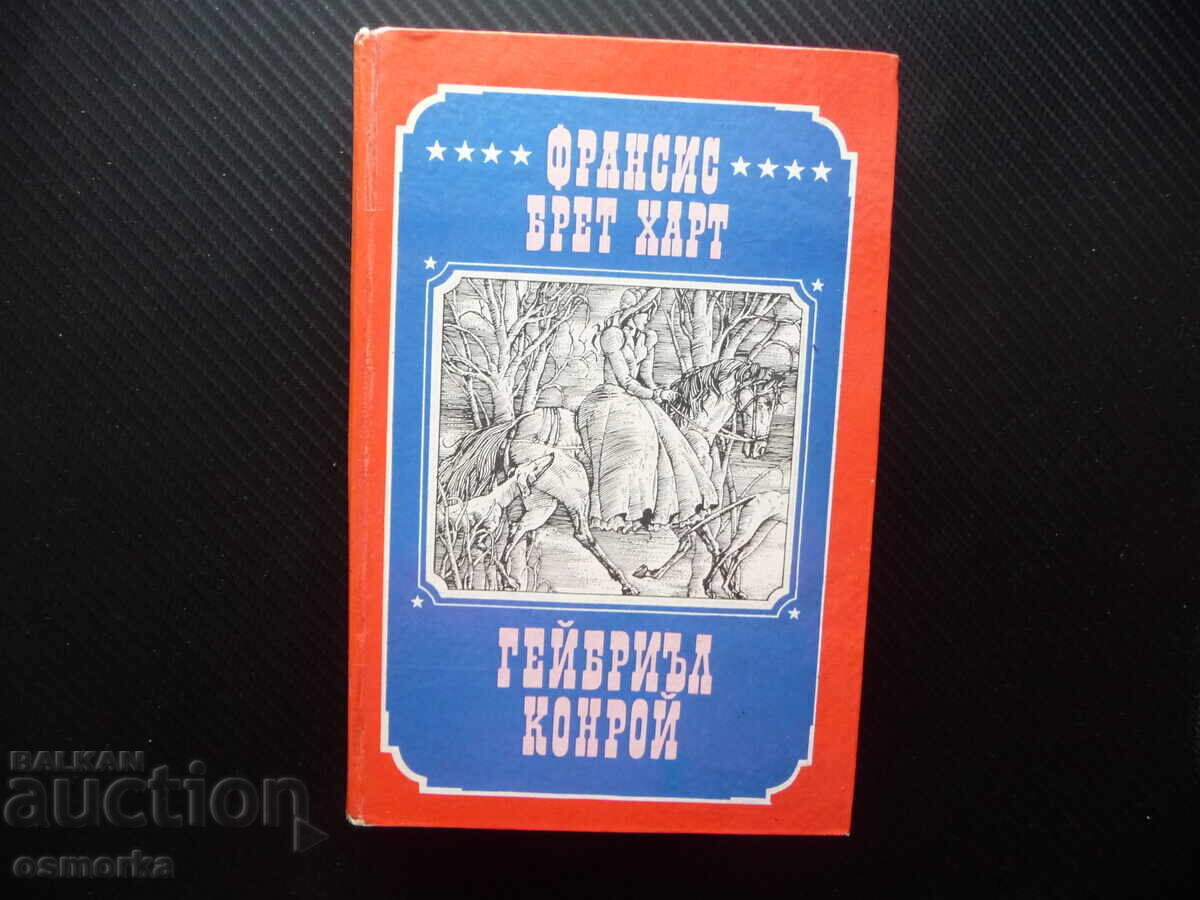 ФРАНСИС
БРЕТ ХАРТ
ГЕЙБРИЪЛ
КОНРОЙ
BALKAN
auction
osmorka